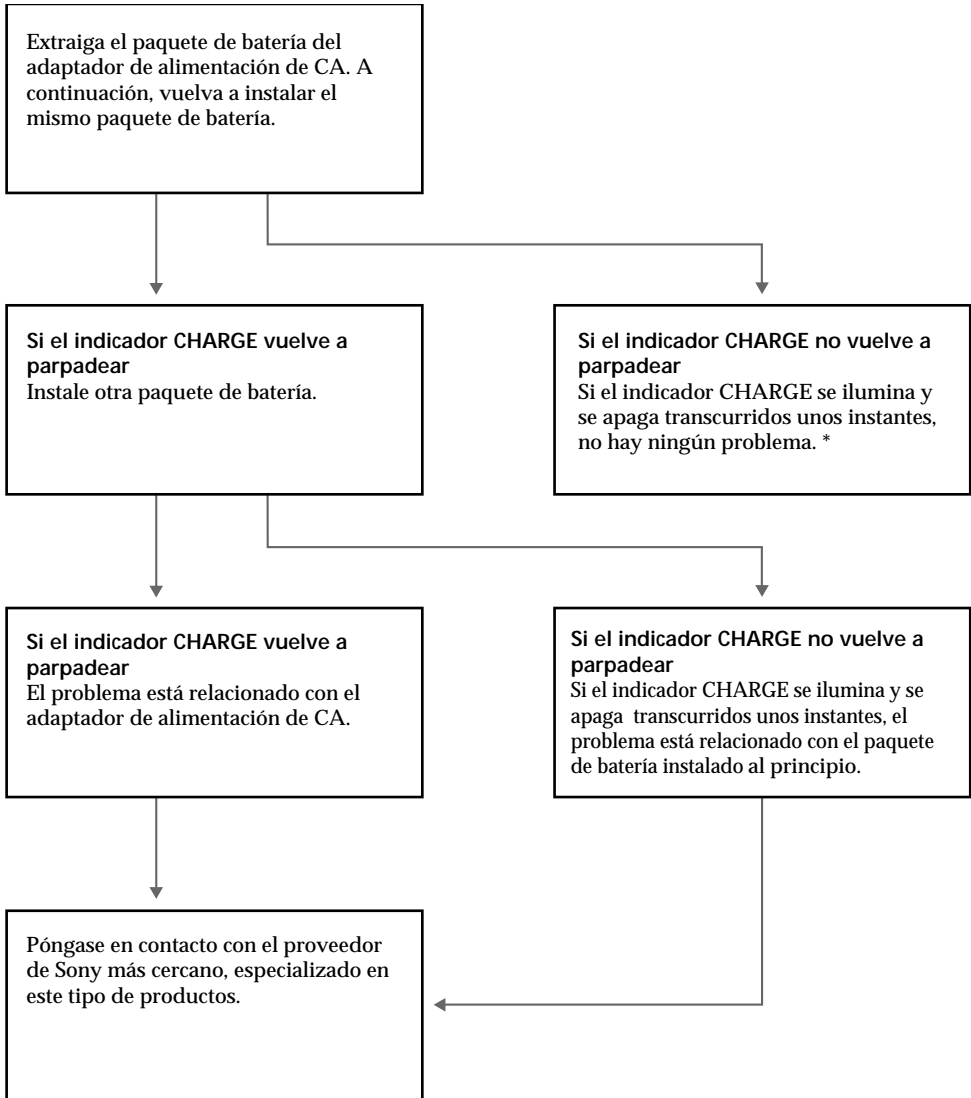 Extraiga el paquete de batería del
adaptador de alimentación de CA. A
continuación, vuelva a instalar el
mismo paquete de batería.
Si el indicador CHARGE vuelve a
parpadear
Instale otra paquete de batería.
Si el indicador CHARGE no vuelve a
parpadear
Si el indicador CHARGE se ilumina y
se apaga transcurridos unos instantes,
no hay ningún problema. *
Si el indicador CHARGE vuelve a
parpadear
El problema está relacionado con el
adaptador de alimentación de CA.
Si el indicador CHARGE no vuelve a
parpadear
Si el indicador CHARGE se ilumina y se
apaga transcurridos unos instantes, el
problema está relacionado con el paquete
de batería instalado al principio.
Póngase en contacto con el proveedor
de Sony más cercano, especializado en
este tipo de productos.